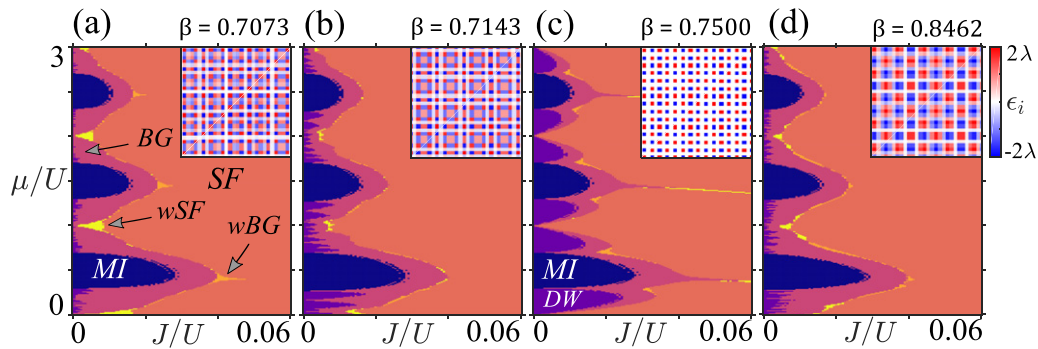 (a) β = 0.7073
(b) β = 0.7143
(c) β = 0.7500
(d) β = 0.8462
3
μ/U
0
BG
SF
wSF
wBG
MI
MI
DW
2λ
ϵi
-2λ
0 J/U 0.06
0 J/U 0.06
0 J/U 0.06
0 J/U 0.06